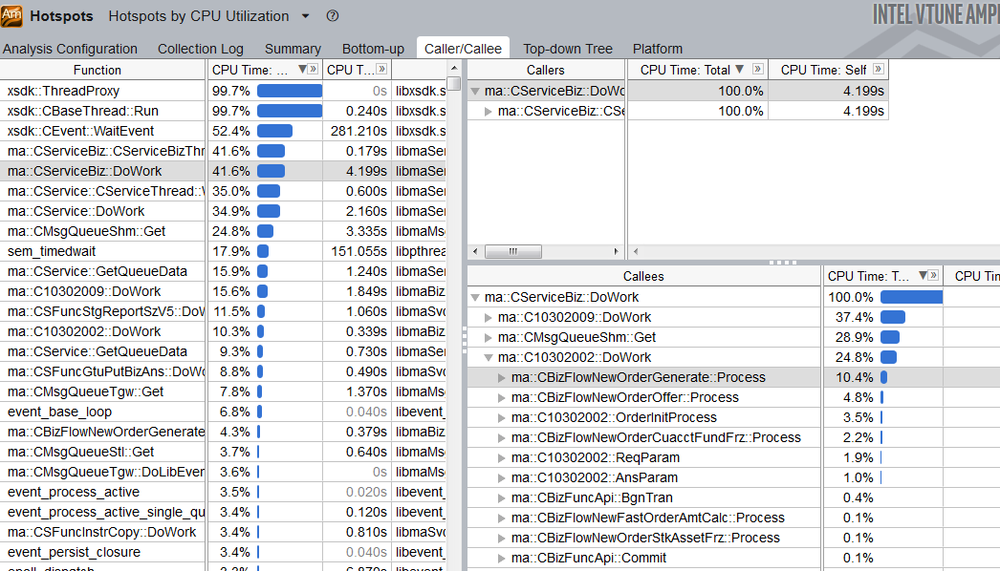 Am Hotspots Hotspots by CPU Utilization
INTEL VTUNE AMP
Analysis Configuration Collection Log Summary Bottom-up Caller/Callee Top-down Tree Platform
Function CPU Time: ... CPU T...
xsdk::ThreadProxy 99.7% 0s libxsdk.s
xsdk::CBaseThread::Run 99.7% 0.240s libxsdk.s
xsdk::CEvent::WaitEvent 52.4% 281.210s libxsdk.s
ma::CServiceBiz::CServiceBizThr 41.6% 0.179s libmaSer
ma::CServiceBiz::DoWork 41.6% 4.199s libmaSer
ma::CService::CServiceThread:: 35.0% 0.600s libmaSer
ma::CService::DoWork 34.9% 2.160s libmaSer
ma::CMsgQueueShm::Get 24.8% 3.335s libmaMs
sem_timedwait 17.9% 151.055s libpthrea
ma::CService::GetQueueData 15.9% 1.240s libmaSer
ma::C10302009::DoWork 15.6% 1.849s libmaBiz
ma::CSFuncStgReportSzV5::DoW 11.5% 1.060s libmaSvc
ma::C10302002::DoWork 10.3% 0.339s libmaBiz
ma::CService::GetQueueData 9.3% 0.730s libmaSer
ma::CSFuncGtuPutBizAns::DoWo 8.8% 0.490s libmaSvc
ma::CMsgQueueTgw::Get 7.8% 1.370s libmaMs
event_base_loop 6.8% 0.040s libevent_
ma::CBizFlowNewOrderGenerate 4.3% 0.379s libmaBiz
ma::CMsgQueueStl::Get 3.7% 0.640s libmaMs
ma::CMsgQueueTgw::DoLibEver 3.6% 0s libmaMs
event_process_active 3.5% 0.020s libevent_
event_process_active_single_qu 3.4% 0.120s libevent_
ma::CSFuncInstrCopy::DoWork 3.4% 0.810s libmaSvc
event_persist_closure 3.4% 0.040s libevent_
epoll_dispatch
Callers CPU Time: Total CPU Time: Self
ma::CServiceBiz::DoWo 100.0% 4.199s
ma::CServiceBiz::CSe 100.0% 4.199s
Callees CPU Time: T... CPU Tim
ma::CServiceBiz::DoWork 100.0%
ma::C10302009::DoWork 37.4%
ma::CMsgQueueShm::Get 28.9%
ma::C10302002::DoWork 24.8%
ma::CBizFlowNewOrderGenerate::Process 10.4%
ma::CBizFlowNewOrderOffer::Process 4.8%
ma::C10302002::OrderInitProcess 3.5%
ma::CBizFlowNewOrderCuacctFundFrz::Process 2.2%
ma::C10302002::ReqParam 1.9%
ma::C10302002::AnsParam 1.0%
ma::CBizFuncApi::BgnTran 0.4%
ma::CBizFlowNewFastOrderAmtCalc::Process 0.1%
ma::CBizFlowNewOrderStkAssetFrz::Process 0.1%
ma::CBizFuncApi::Commit 0.1%